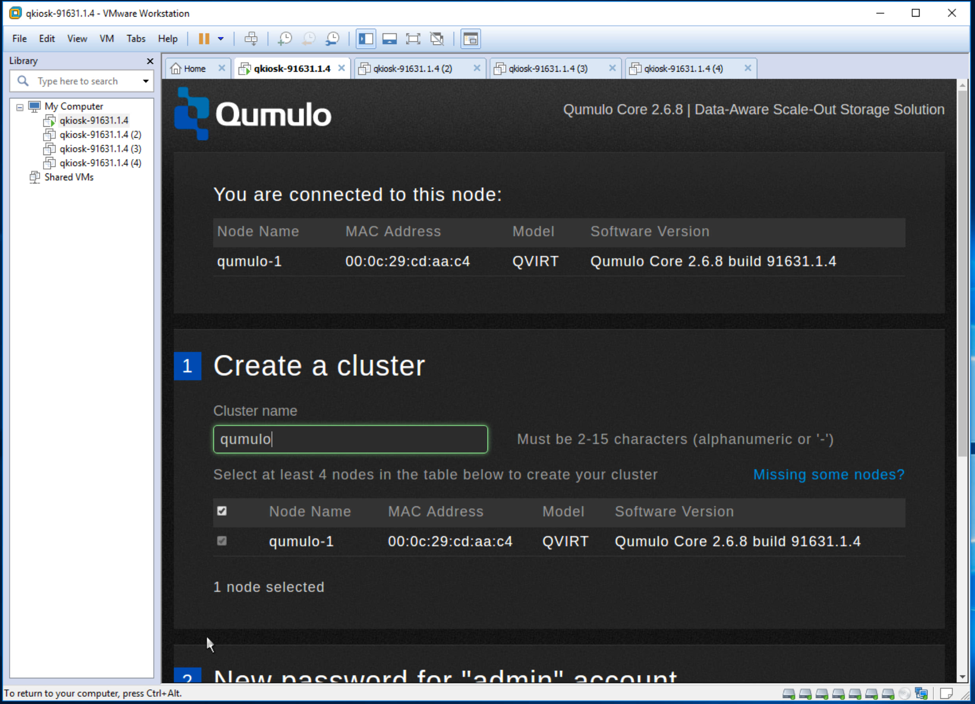 qkiosk-91631.1.4 - VMware Workstation
File Edit View VM Tabs Help
Library
Type here to search
My Computer
qkiosk-91631.1.4
qkiosk-91631.1.4 (2)
qkiosk-91631.1.4 (3)
qkiosk-91631.1.4 (4)
Shared VMs
Home qkiosk-91631.1.4 qkiosk-91631.1.4 (2) qkiosk-91631.1.4 (3) qkiosk-91631.1.4 (4)
Qumulo
Qumulo Core 2.6.8 | Data-Aware Scale-Out Storage Solution
You are connected to this node:
Node Name MAC Address Model Software Version
qumulo-1 00:0c:29:cd:aa:c4 QVIRT Qumulo Core 2.6.8 build 91631.1.4
1 Create a cluster
Cluster name
qumulo Must be 2-15 characters (alphanumeric or '-')
Select at least 4 nodes in the table below to create your cluster Missing some nodes?
Node Name MAC Address Model Software Version
qumulo-1 00:0c:29:cd:aa:c4 QVIRT Qumulo Core 2.6.8 build 91631.1.4
1 node selected
2 New password for "admin" account
To return to your computer, press Ctrl+Alt.